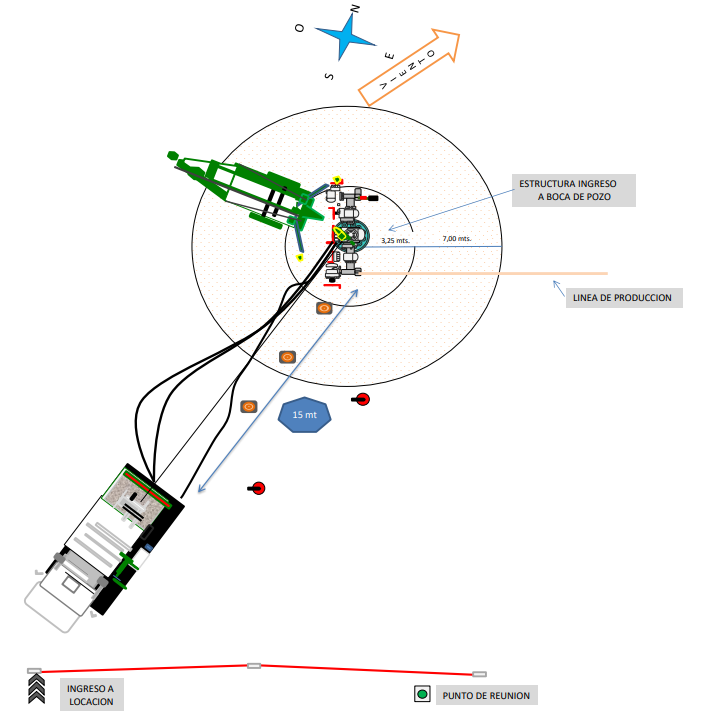 N
O
E
S
VIENTO
ESTRUCTURA INGRESO
A BOCA DE POZO
3,25 mts.
7,00 mts.
LINEA DE PRODUCCION
15 mt
INGRESO A
LOCACION
PUNTO DE REUNION